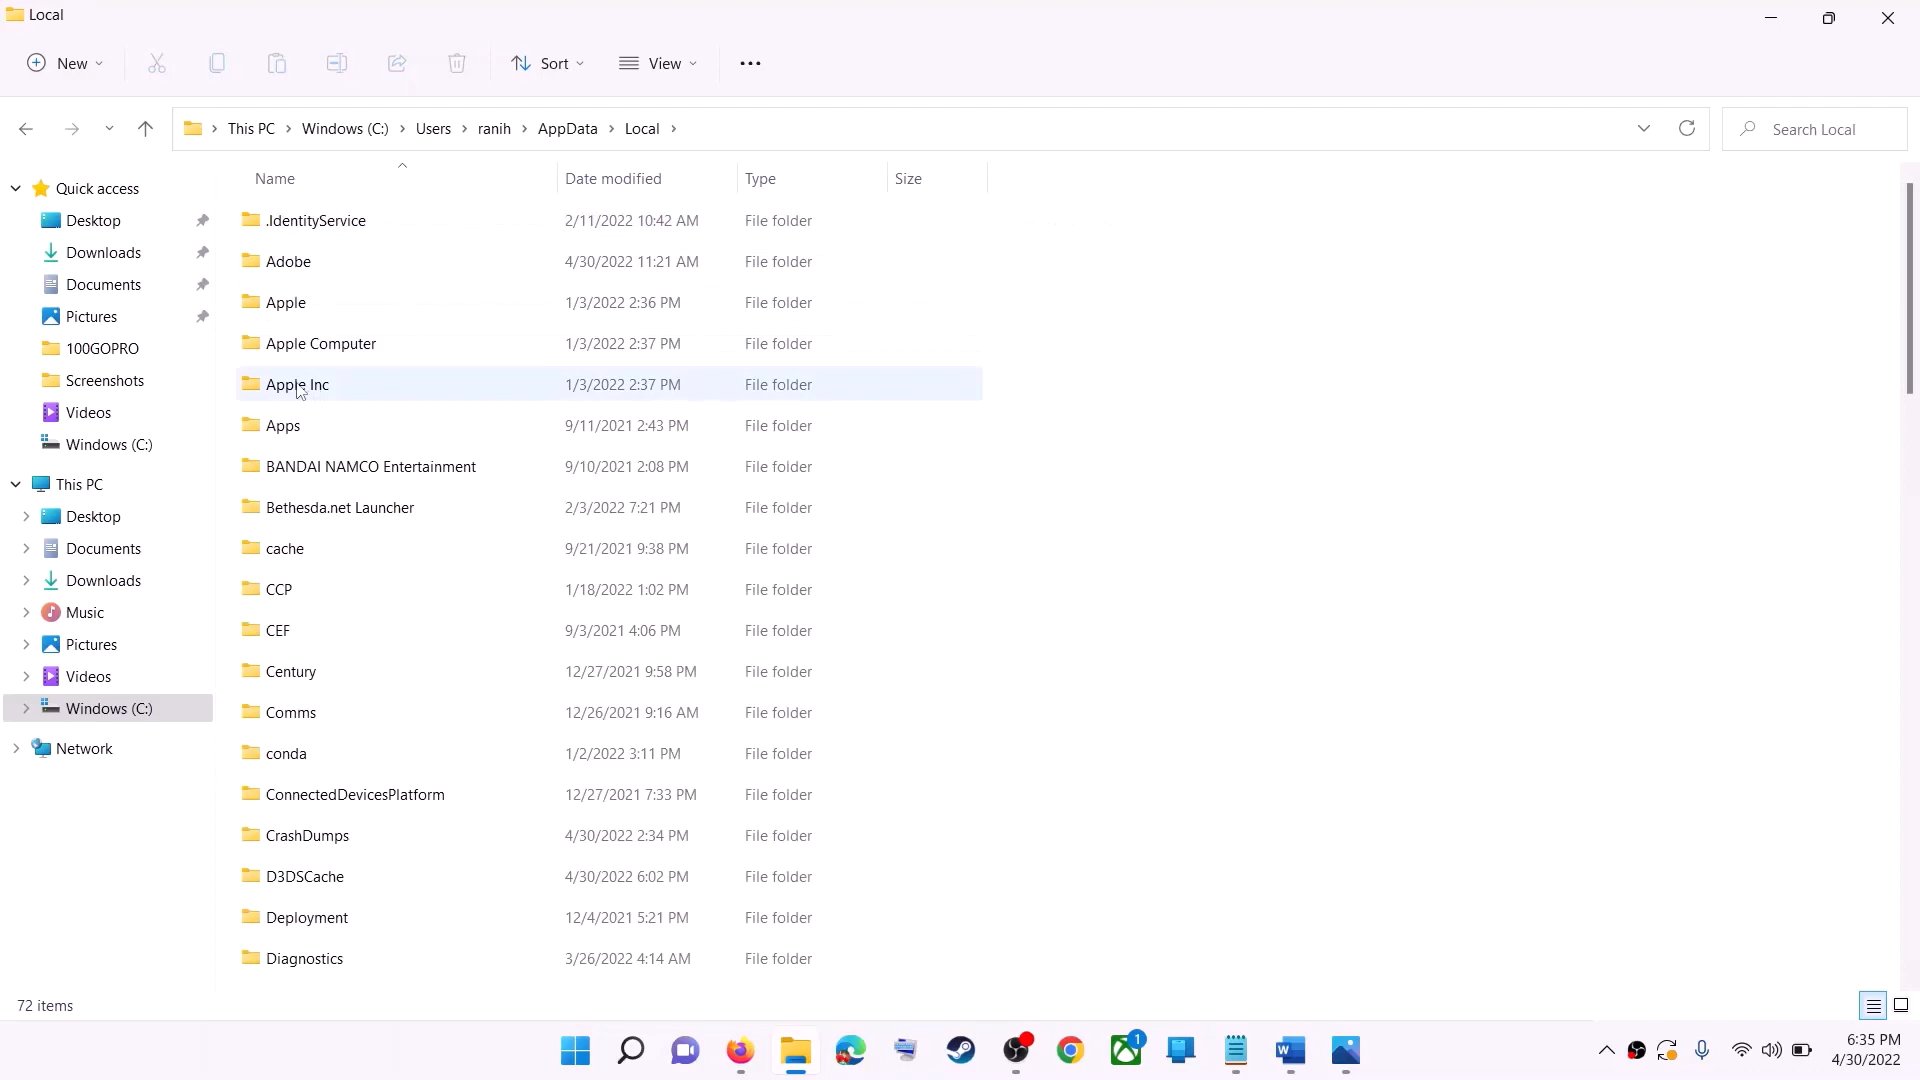 Local
New
Sort
View
This PC > Windows (C:) > Users > ranih > AppData > Local >
Search Local
Quick access
Desktop
Downloads
Documents
Pictures
100GOPRO
Screenshots
Videos
Windows (C:)
This PC
Desktop
Documents
Downloads
Music
Pictures
Videos
Windows (C:)
Network
Name Date modified Type Size
.IdentityService 2/11/2022 10:42 AM File folder
Adobe 4/30/2022 11:21 AM File folder
Apple 1/3/2022 2:36 PM File folder
Apple Computer 1/3/2022 2:37 PM File folder
Apple Inc 1/3/2022 2:37 PM File folder
Apps 9/11/2021 2:43 PM File folder
BANDAI NAMCO Entertainment 9/10/2021 2:08 PM File folder
Bethesda.net Launcher 2/3/2022 7:21 PM File folder
cache 9/21/2021 9:38 PM File folder
CCP 1/18/2022 1:02 PM File folder
CEF 9/3/2021 4:06 PM File folder
Century 12/27/2021 9:58 PM File folder
Comms 12/26/2021 9:16 AM File folder
conda 1/2/2022 3:11 PM File folder
ConnectedDevicesPlatform 12/27/2021 7:33 PM File folder
CrashDumps 4/30/2022 2:34 PM File folder
D3DSCache 4/30/2022 6:02 PM File folder
Deployment 12/4/2021 5:21 PM File folder
Diagnostics 3/26/2022 4:14 AM File folder
72 items
1
6:35 PM
4/30/2022